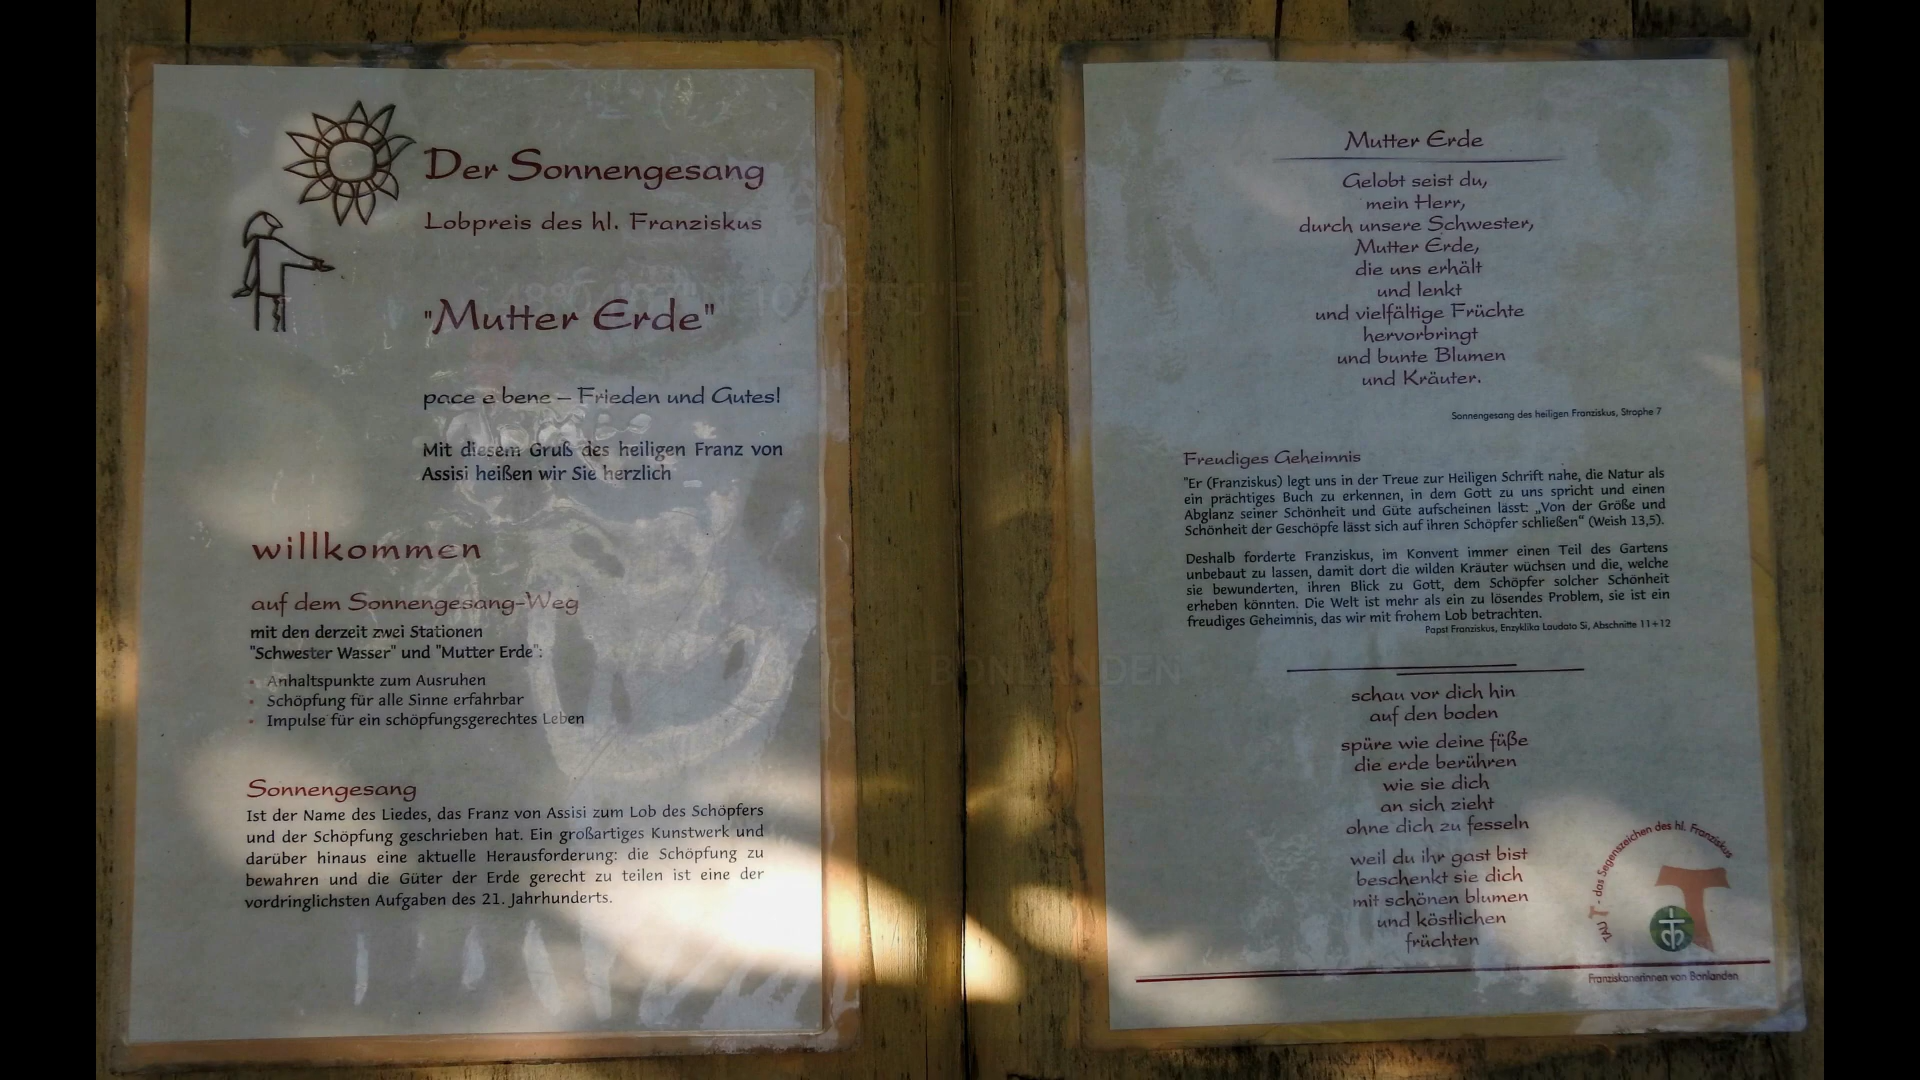 Der Sonnengesang
Lobpreis des hl. Franziskus
"Mutter Erde"
pace e bene – Frieden und Gutes!
Mit diesem Gruß des heiligen Franz von
Assisi heißen wir Sie herzlich
willkommen
auf dem Sonnengesang-Weg
mit den derzeit zwei Stationen
"Schwester Wasser" und "Mutter Erde":
• Anhaltspunkte zum Ausruhen
• Schöpfung für alle Sinne erfahrbar
• Impulse für ein schöpfungsgerechtes Leben
Sonnengesang
Ist der Name des Liedes, das Franz von Assisi zum Lob des Schöpfers
und der Schöpfung geschrieben hat. Ein großartiges Kunstwerk und
darüber hinaus eine aktuelle Herausforderung: die Schöpfung zu
bewahren und die Güter der Erde gerecht zu teilen ist eine der
vordringlichsten Aufgaben des 21. Jahrhunderts.
Mutter Erde
Gelobt seist du,
mein Herr,
durch unsere Schwester,
Mutter Erde,
die uns erhält
und lenkt
und vielfältige Früchte
hervorbringt
und bunte Blumen
und Kräuter.
Sonnengesang des heiligen Franziskus, Strophe 7
Freudiges Geheimnis
"Er (Franziskus) legt uns in der Treue zur Heiligen Schrift nahe, die Natur als
ein prächtiges Buch zu erkennen, in dem Gott zu uns spricht und einen
Abglanz seiner Schönheit und Güte aufscheinen lässt: „Von der Größe und
Schönheit der Geschöpfe lässt sich auf ihren Schöpfer schließen“ (Weish 13,5).
Deshalb forderte Franziskus, im Konvent immer einen Teil des Gartens
unbebaut zu lassen, damit dort die wilden Kräuter wüchsen und die, welche
sie bewunderten, ihren Blick zu Gott, dem Schöpfer solcher Schönheit
erheben könnten. Die Welt ist mehr als ein zu lösendes Problem, sie ist ein
freudiges Geheimnis, das wir mit frohem Lob betrachten.
Papst Franziskus, Enzyklika Laudato Si, Abschnitte 11+12
BONLANDEN
schau vor dich hin
auf den boden
spüre wie deine füße
die erde berühren
wie sie dich
an sich zieht
ohne dich zu fesseln
weil du ihr gast bist
beschenkt sie dich
mit schönen blumen
und köstlichen
früchten
TAU T - das Segenszeichen des hl. Franziskus
Franziskanerinnen von Bonlanden